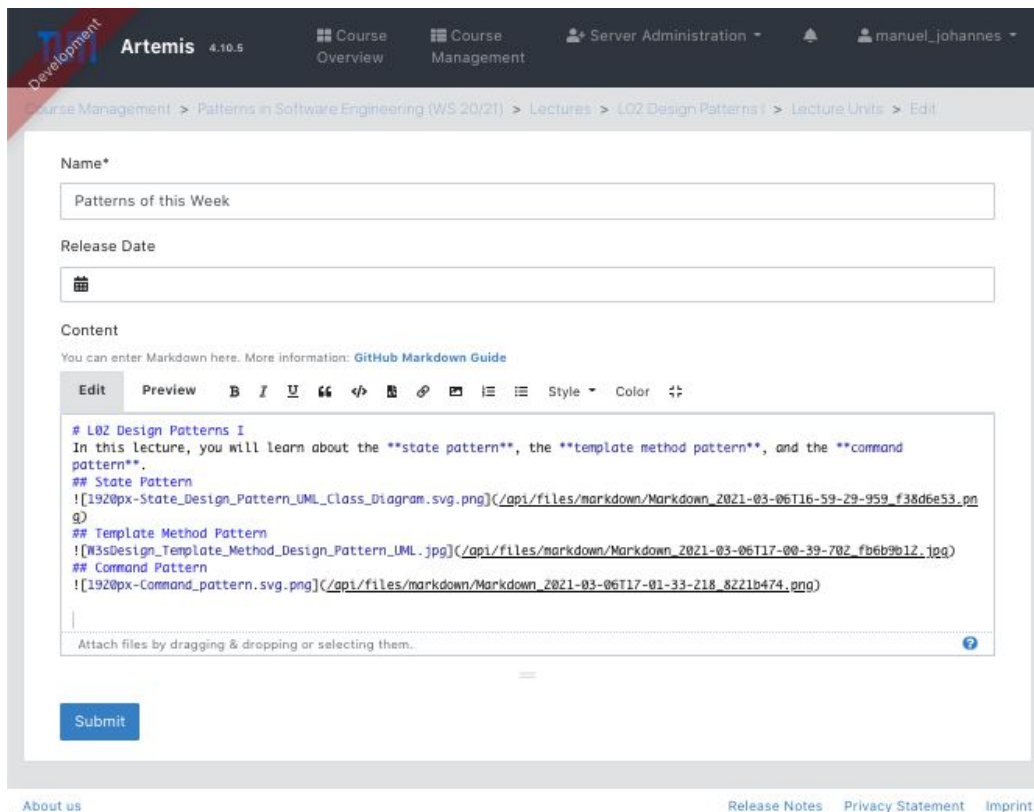 Development
TUM
Artemis 4.10.5
Course Overview
Course Management
Server Administration
manuel_johannes
Course Management > Patterns in Software Engineering (WS 20/21) > Lectures > L02 Design Patterns I > Lecture Units > Edit
Name*
Patterns of this Week
Release Date
Content
You can enter Markdown here. More information: GitHub Markdown Guide
Edit Preview B I U Style Color
# L02 Design Patterns I
In this lecture, you will learn about the **state pattern**, the **template method pattern**, and the **command
pattern**.
## State Pattern
![1920px-State_Design_Pattern_UML_Class_Diagram.svg.png](/api/files/markdown/Markdown_2021-03-06T16-59-29-959_f38d6e53.pn
g)
## Template Method Pattern
![W3sDesign_Template_Method_Design_Pattern_UML.jpg](/api/files/markdown/Markdown_2021-03-06T17-00-39-702_fb6b9b12.jpg)
## Command Pattern
![1920px-Command_pattern.svg.png](/api/files/markdown/Markdown_2021-03-06T17-01-33-218_8221b474.png)
Attach files by dragging & dropping or selecting them.
Submit
About us Release Notes Privacy Statement Imprint